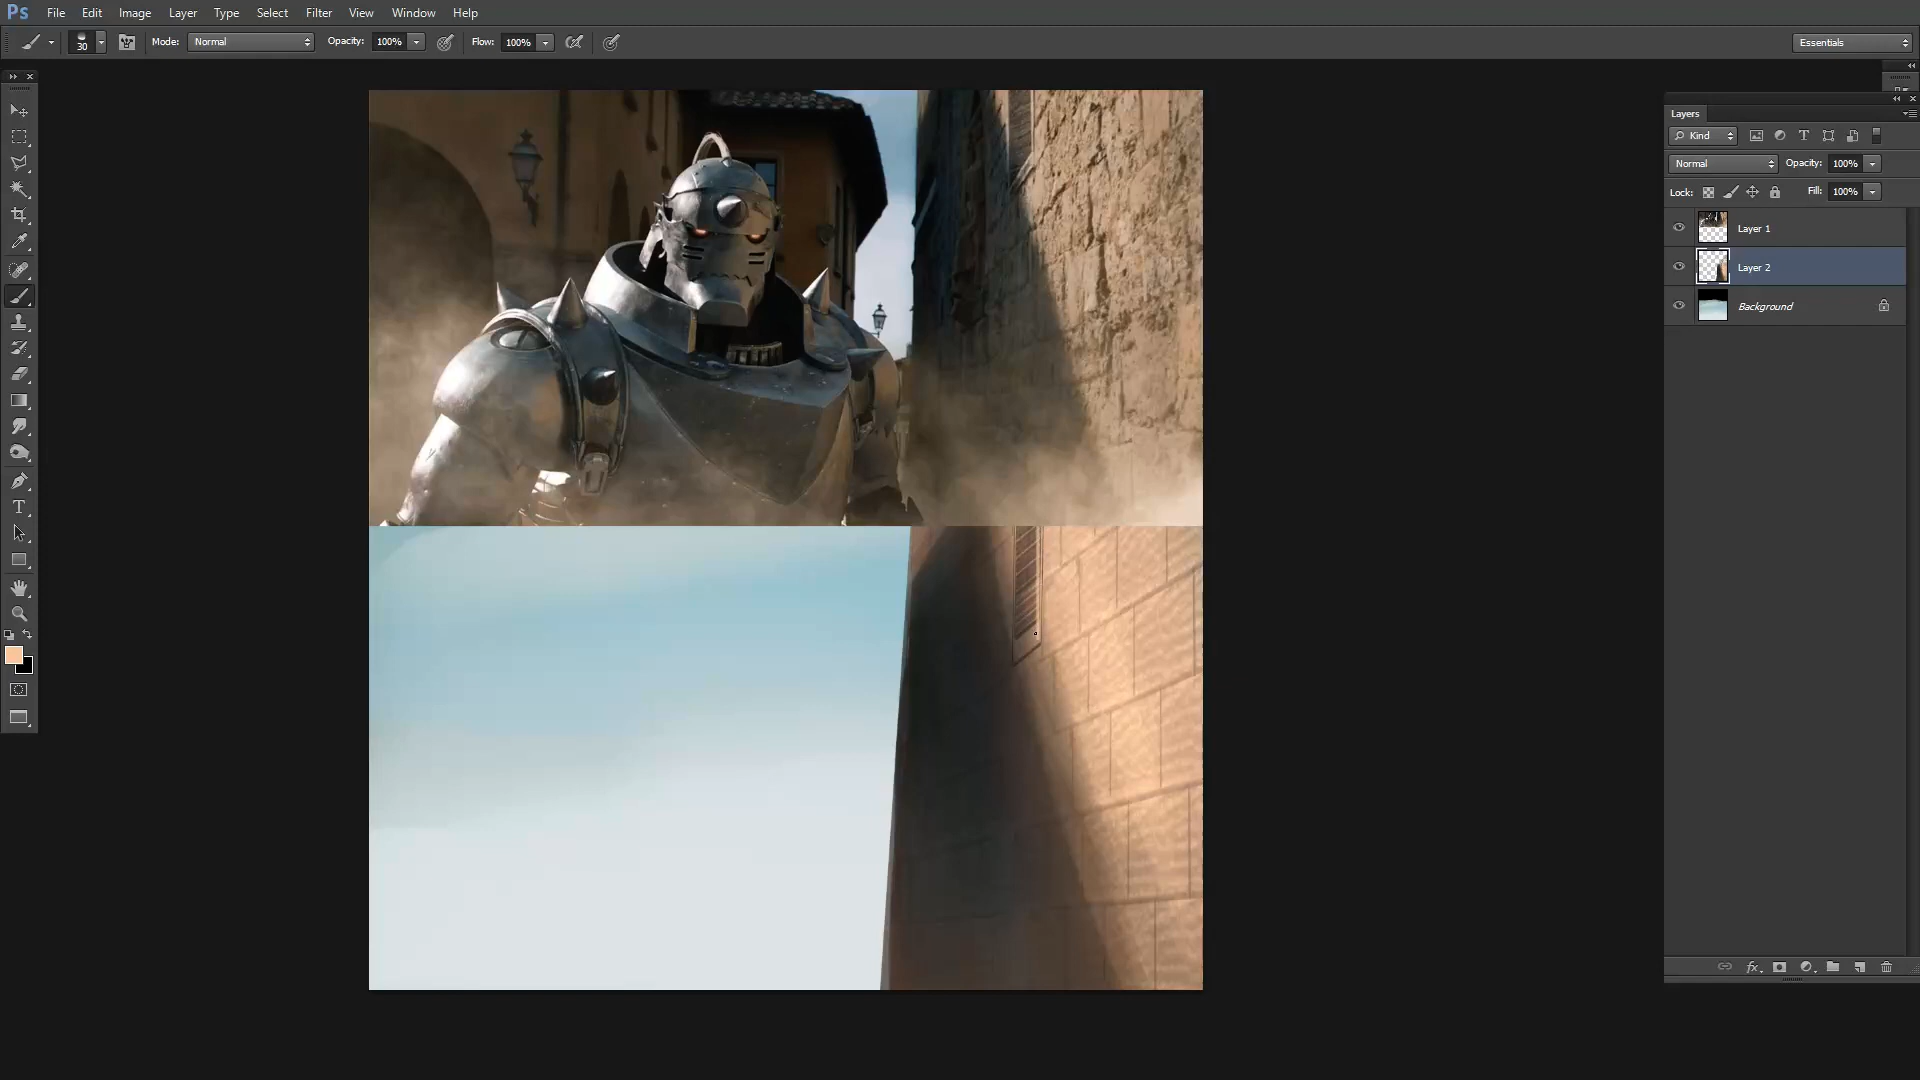 Ps File Edit Image Layer Type Select Filter View Window Help
30 Mode: Normal Opacity: 100% Flow: 100% Essentials
Layers
Kind T
Normal Opacity: 100%
Lock: Fill: 100%
Layer 1
Layer 2
Background
fx
T